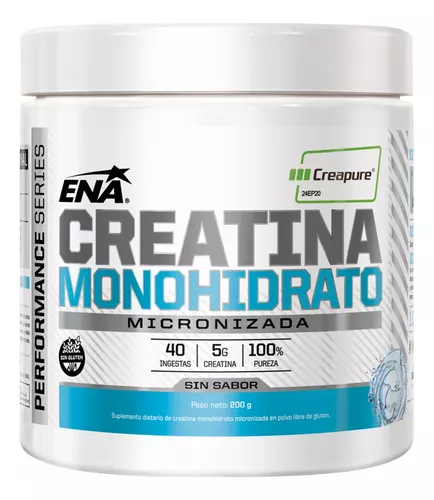 PERFORMANCE SERIES
ENA®
Creapure®
24EP20
CREATINA
MONOHIDRATO
MICRONIZADA
SIN GLUTEN
40
INGESTAS
5G
CREATINA
100%
PUREZA
SIN SABOR
Peso neto: 200 g
Suplemento dietario de creatina monohidrato micronizada en polvo libre de gluten.